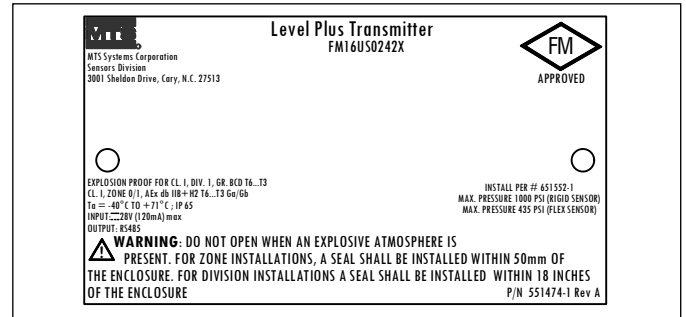 MTS
Level Plus Transmitter
FM16US0242X
FM
APPROVED
MTS Systems Corporation
Sensors Division
3001 Sheldon Drive, Cary, N.C. 27513
EXPLOSION PROOF FOR CL. I, DIV. 1, GR. BCD T6...T3
CL. I, ZONE 0/1, AEx db IIB+H2 T6...T3 Ga/Gb
Ta = -40°C TO +71°C ; IP 65
INPUT:⎓28V (120mA) max
OUTPUT: RS485
INSTALL PER # 651552-1
MAX. PRESSURE 1000 PSI (RIGID SENSOR)
MAX. PRESSURE 435 PSI (FLEX SENSOR)
WARNING: DO NOT OPEN WHEN AN EXPLOSIVE ATMOSPHERE IS
PRESENT. FOR ZONE INSTALLATIONS, A SEAL SHALL BE INSTALLED WITHIN 50mm OF
THE ENCLOSURE. FOR DIVISION INSTALLATIONS A SEAL SHALL BE INSTALLED WITHIN 18 INCHES
OF THE ENCLOSURE
P/N 551474-1 Rev A